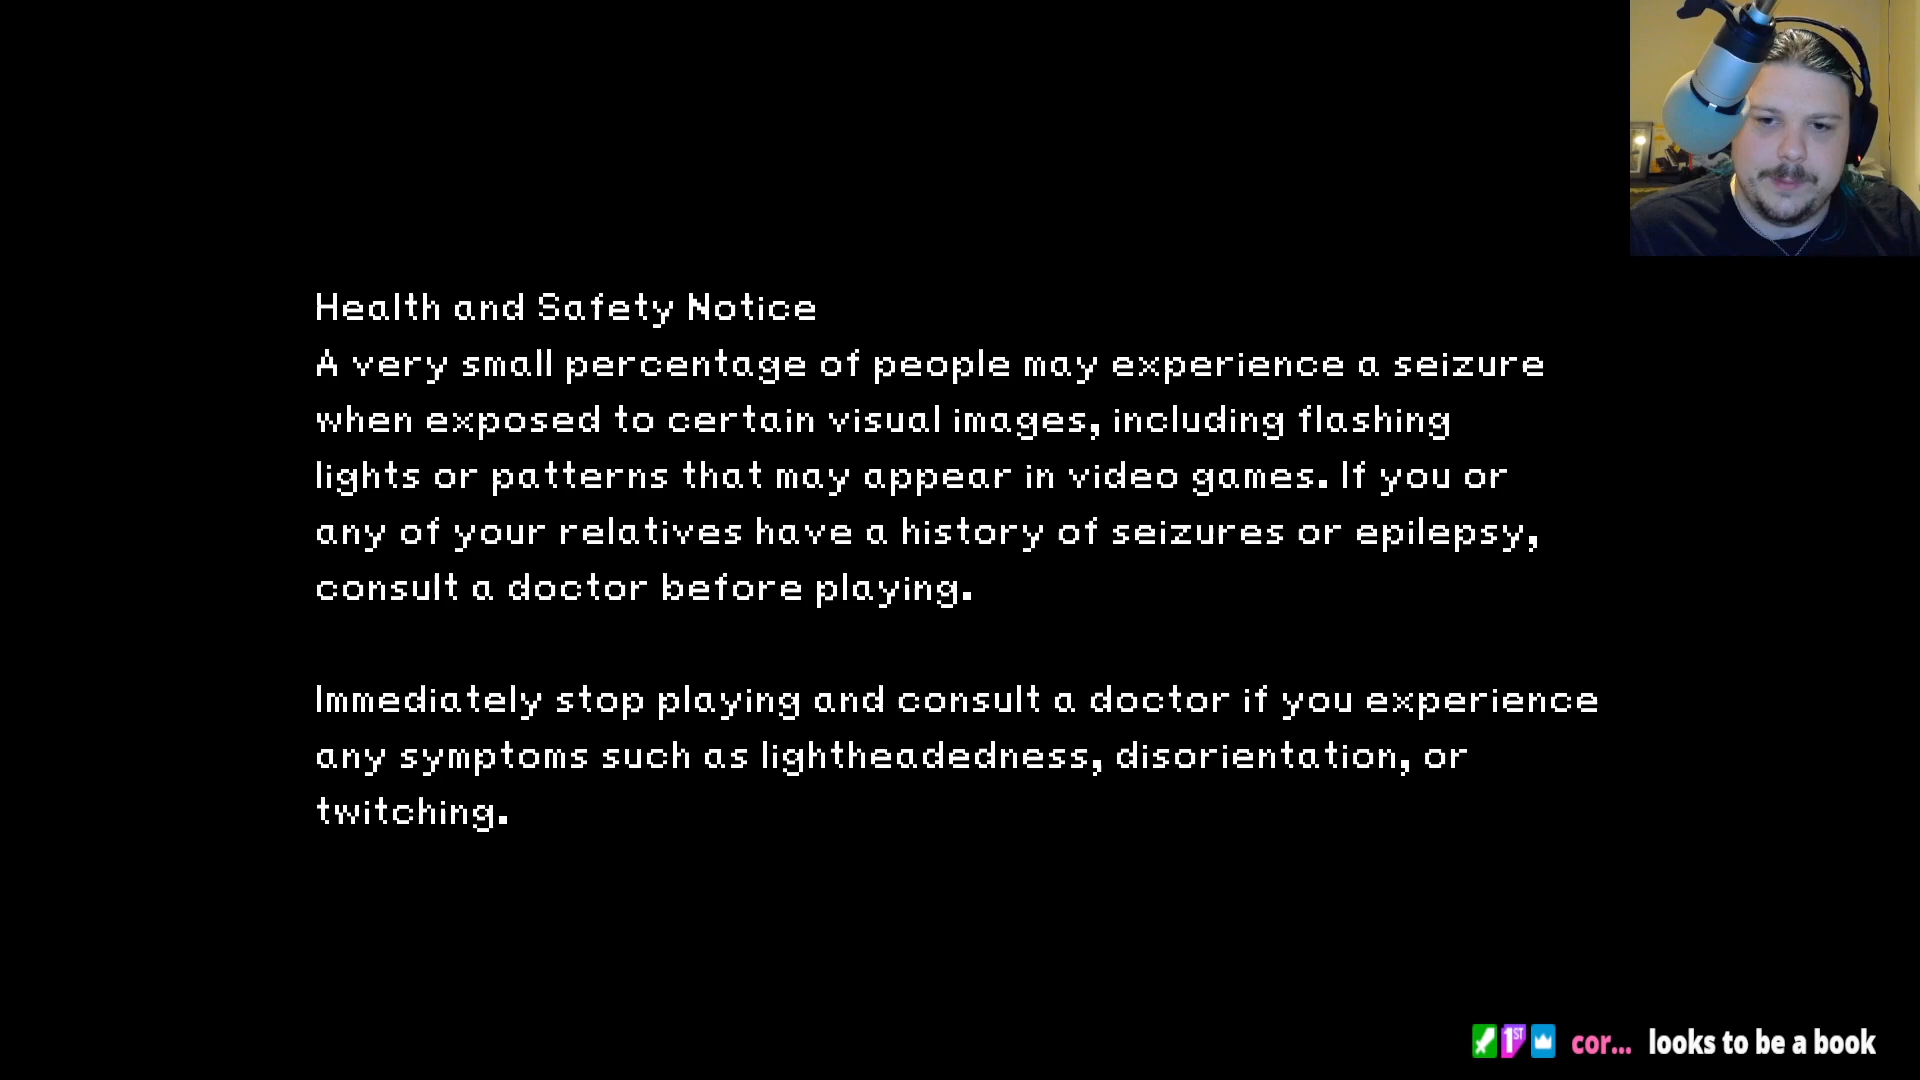 Health and Safety Notice
A very small percentage of people may experience a seizure
when exposed to certain visual images, including flashing
lights or patterns that may appear in video games. If you or
any of your relatives have a history of seizures or epilepsy,
consult a doctor before playing.
Immediately stop playing and consult a doctor if you experience
any symptoms such as lightheadedness, disorientation, or
twitching.
1ST cor... looks to be a book